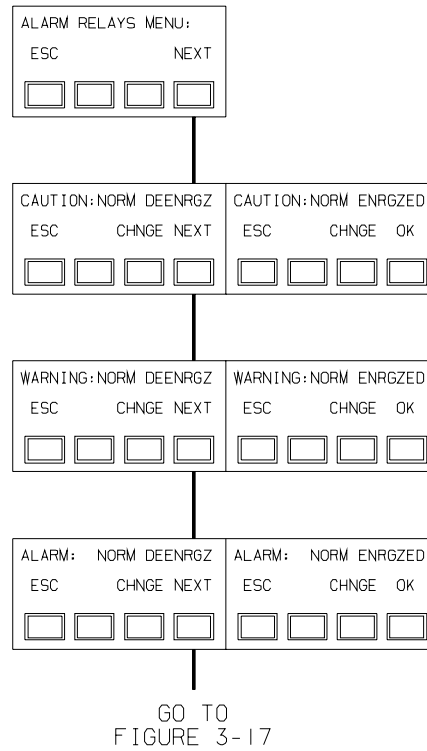 ALARM RELAYS MENU:
ESC NEXT
CAUTION:NORM DEENRGZ
ESC CHNGE NEXT
CAUTION:NORM ENRGZED
ESC CHNGE OK
WARNING:NORM DEENRGZ
ESC CHNGE NEXT
WARNING:NORM ENRGZED
ESC CHNGE OK
ALARM: NORM DEENRGZ
ESC CHNGE NEXT
ALARM: NORM ENRGZED
ESC CHNGE OK
GO TO
FIGURE 3-17